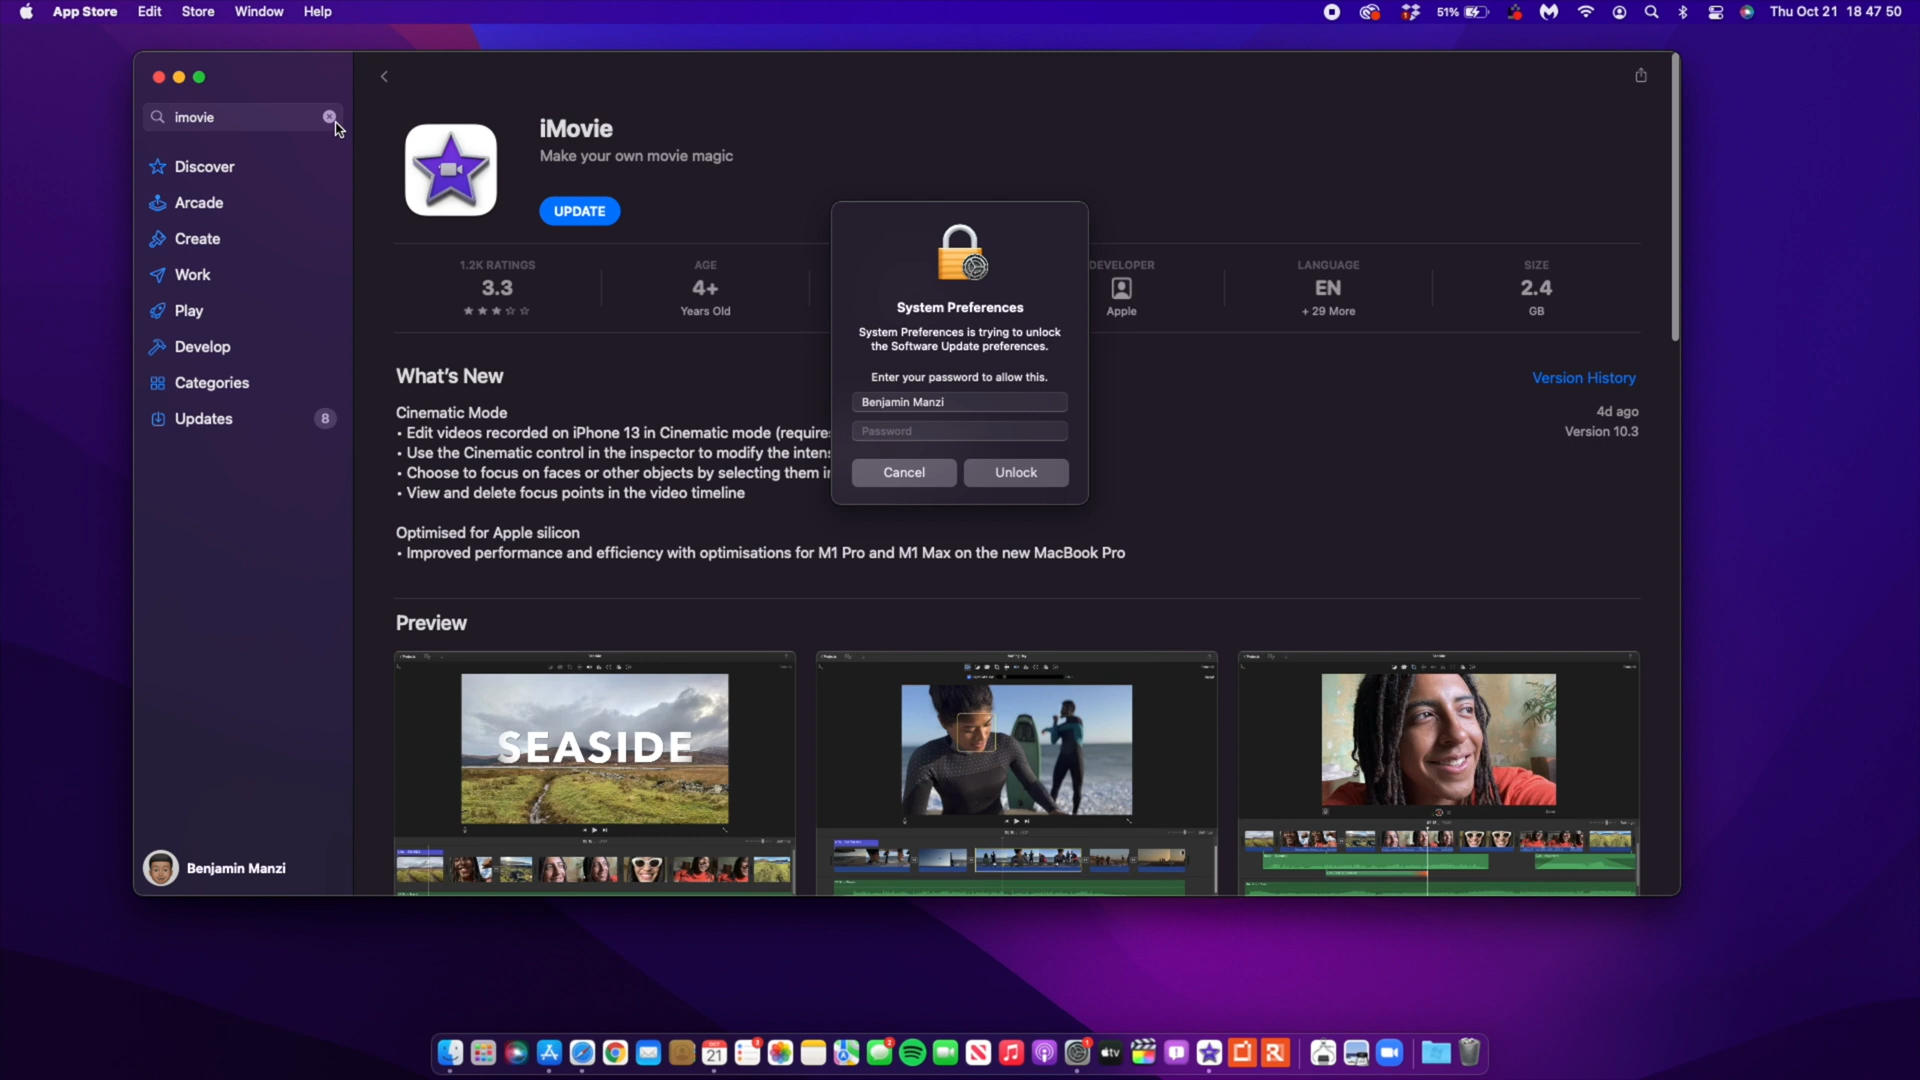 App Store Edit Store Window Help
51% Thu Oct 21 18 47 50
imovie
Discover
Arcade
Create
Work
Play
Develop
Categories
Updates 8
Benjamin Manzi
iMovie
Make your own movie magic
UPDATE
1.2K RATINGS
3.3
AGE
4+
Years Old
DEVELOPER
Apple
LANGUAGE
EN
+ 29 More
SIZE
2.4
GB
What's New
Version History
4d ago
Version 10.3
Cinematic Mode
• Edit videos recorded on iPhone 13 in Cinematic mode (require
• Use the Cinematic control in the inspector to modify the inten
• Choose to focus on faces or other objects by selecting them i
• View and delete focus points in the video timeline
Optimised for Apple silicon
• Improved performance and efficiency with optimisations for M1 Pro and M1 Max on the new MacBook Pro
System Preferences
System Preferences is trying to unlock
the Software Update preferences.
Enter your password to allow this.
Benjamin Manzi
Password
Cancel Unlock
Preview
SEASIDE
OCT
21
3
2
1
tv